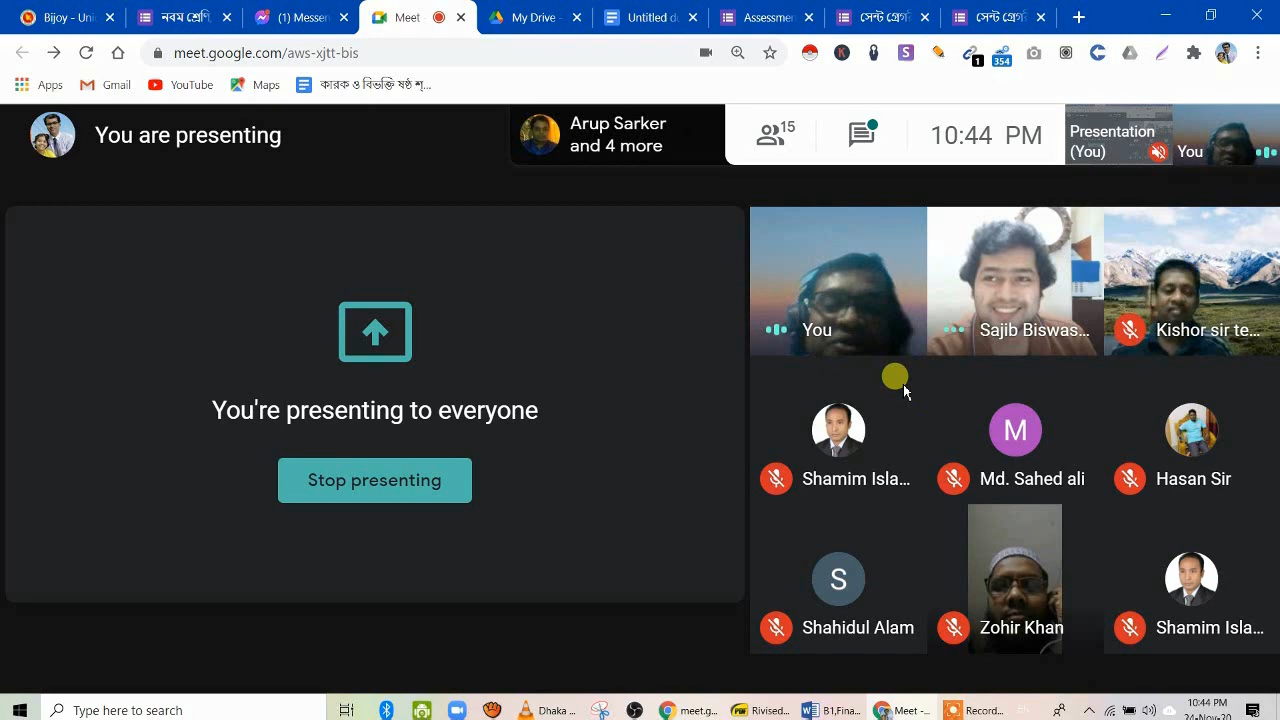 Bijoy - Uni
নবম শ্রেণি
(1) Messen
Meet
My Drive -
Untitled d
Assessmen
সেন্ট গ্রেগ
সেন্ট গ্রেগ
meet.google.com/aws-xjtt-bis
1
354
Apps
Gmail
YouTube
Maps
কারক ও বিভক্তি ষষ্ঠ শ্...
You are presenting
Arup Sarker
and 4 more
15
10:44 PM
Presentation
(You)
You
You
Sajib Biswas...
Kishor sir te...
You're presenting to everyone
Stop presenting
M
Shamim Isla...
Md. Sahed ali
Hasan Sir
S
Shahidul Alam
Zohir Khan
Shamim Isla...
Type here to search
Dhaka ...
meet.g...
Rivised...
B1,Fina...
Meet -...
Record...
10:44 PM